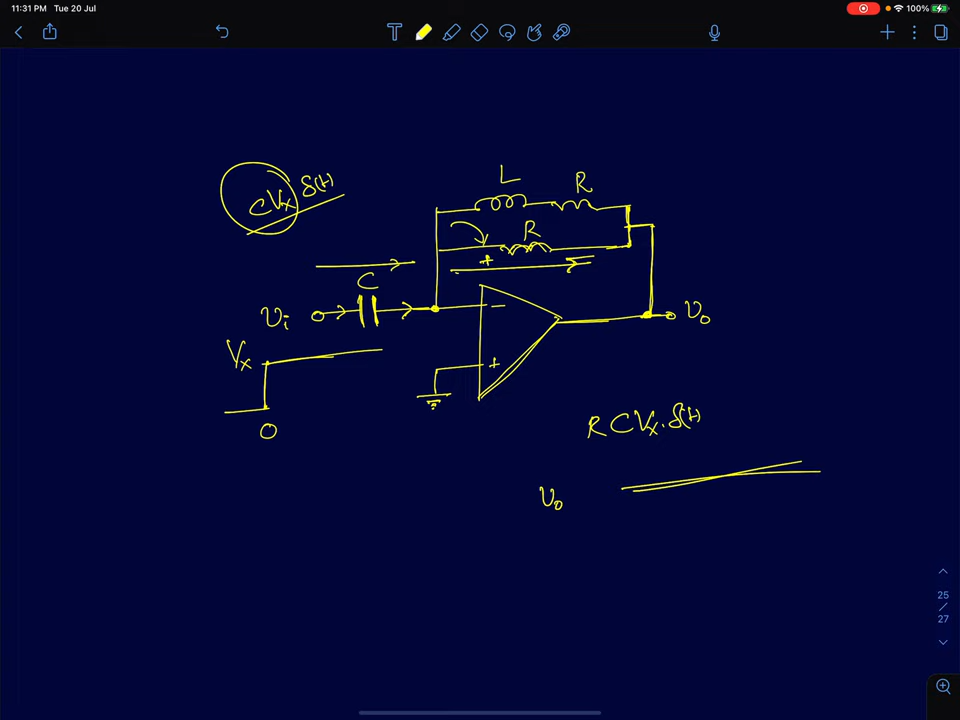 11:31 PM Tue 20 Jul
100%
T
CVx δ(t)
L
R
R
+
C
Vi
Vo
−
+
Vx
0
RCVx.δ(t)
Vo
25
/
27